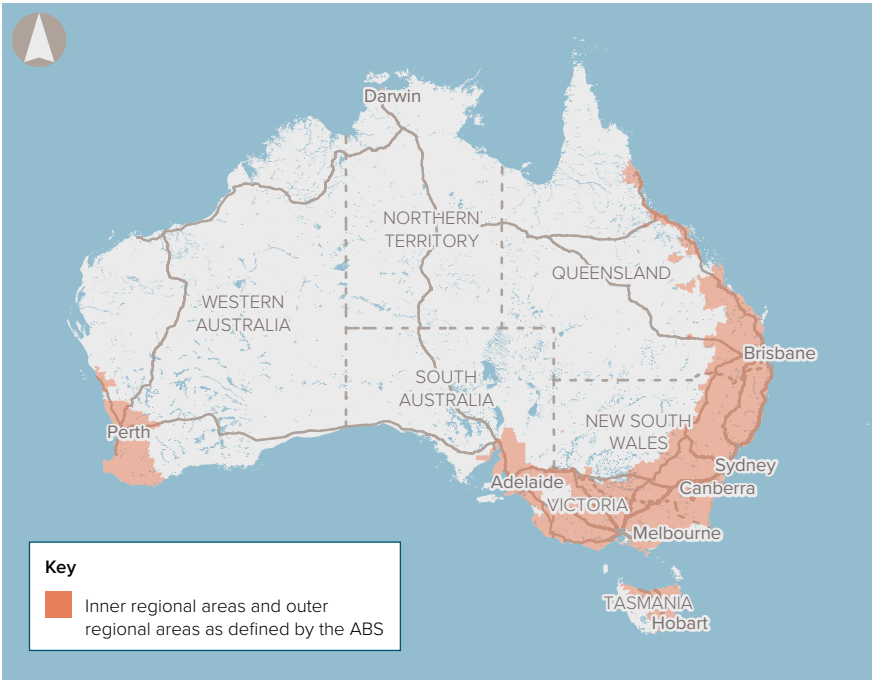 Darwin
NORTHERN
TERRITORY
QUEENSLAND
WESTERN
AUSTRALIA
Brisbane
SOUTH
AUSTRALIA
NEW SOUTH
WALES
Perth
Sydney
Adelaide
Canberra
VICTORIA
Melbourne
Key
Inner regional areas and outer
regional areas as defined by the ABS
TASMANIA
Hobart